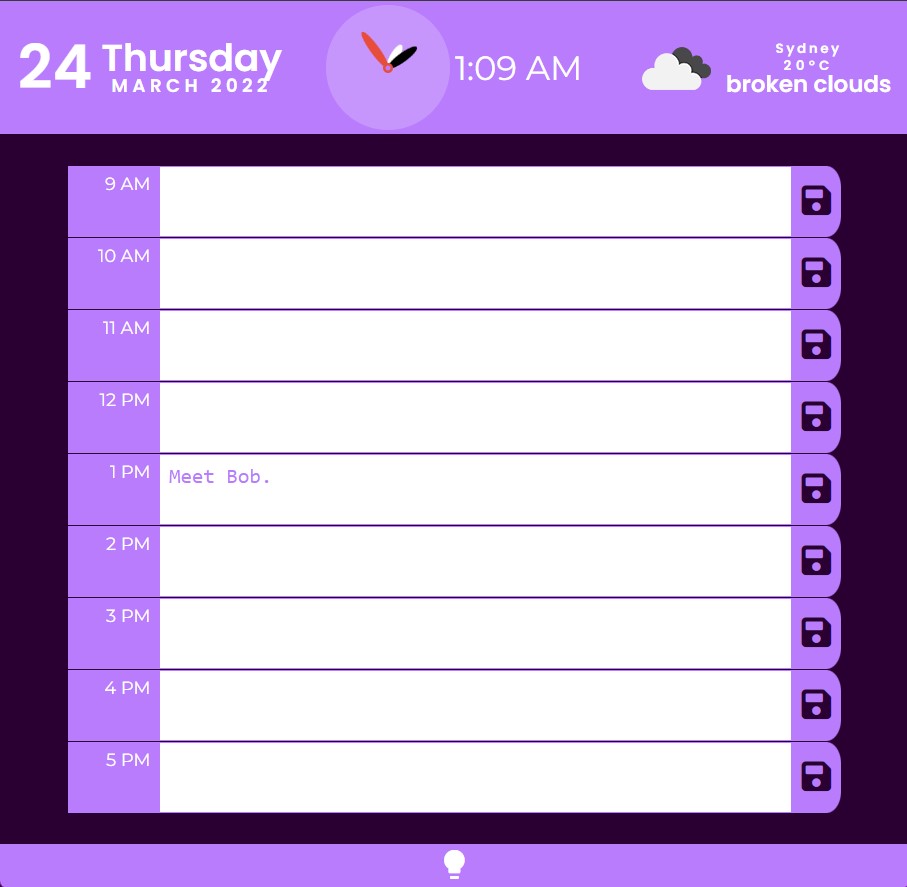 24 Thursday
MARCH 2022
1:09 AM
Sydney
20°C
broken clouds
9 AM
10 AM
11 AM
12 PM
1 PM Meet Bob.
2 PM
3 PM
4 PM
5 PM